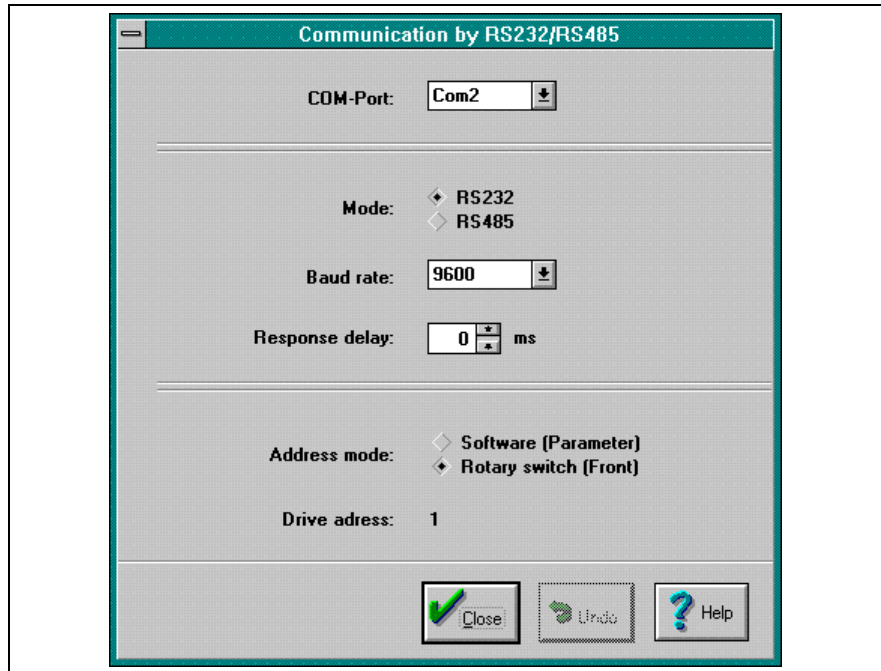 Communication by RS232/RS485
COM-Port: Com2
Mode: RS232
RS485
Baud rate: 9600
Response delay: 0 ms
Address mode: Software (Parameter)
Rotary switch (Front)
Drive adress: 1
Close Undo Help